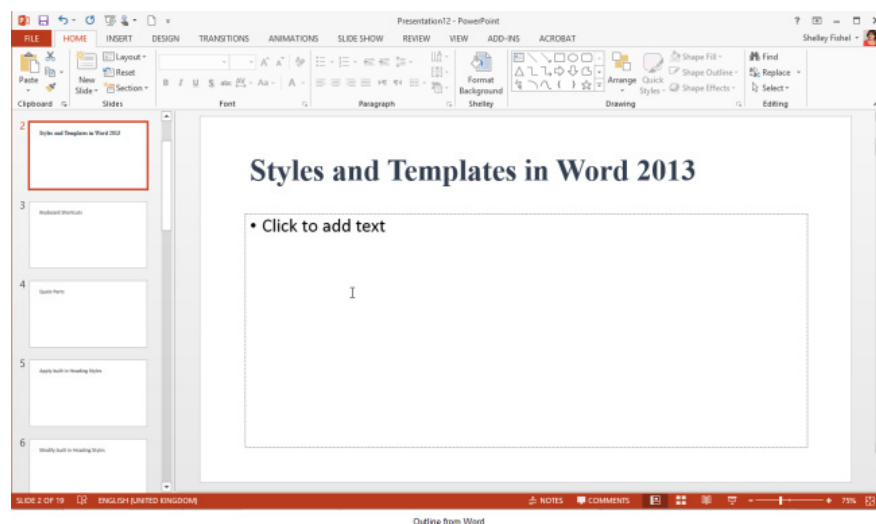 Presentation12 - PowerPoint
FILE HOME INSERT DESIGN TRANSITIONS ANIMATIONS SLIDE SHOW REVIEW VIEW ADD-INS ACROBAT Shelley Fishel
Paste
New Slide
Layout
Reset
Section
B I U S abc AV Aa A
Format Background
Arrange
Quick Styles
Shape Fill
Shape Outline
Shape Effects
Find
Replace
Select
Clipboard Slides Font Paragraph Shelley Drawing Editing
2
Styles and Templates in Word 2013
3
Keyboard Shortcuts
4
Quick Parts
5
Apply built in Heading Styles
6
Modify built in Heading Styles
Styles and Templates in Word 2013
• Click to add text
SLIDE 2 OF 19 ENGLISH (UNITED KINGDOM) NOTES COMMENTS 75%
Outline from Word